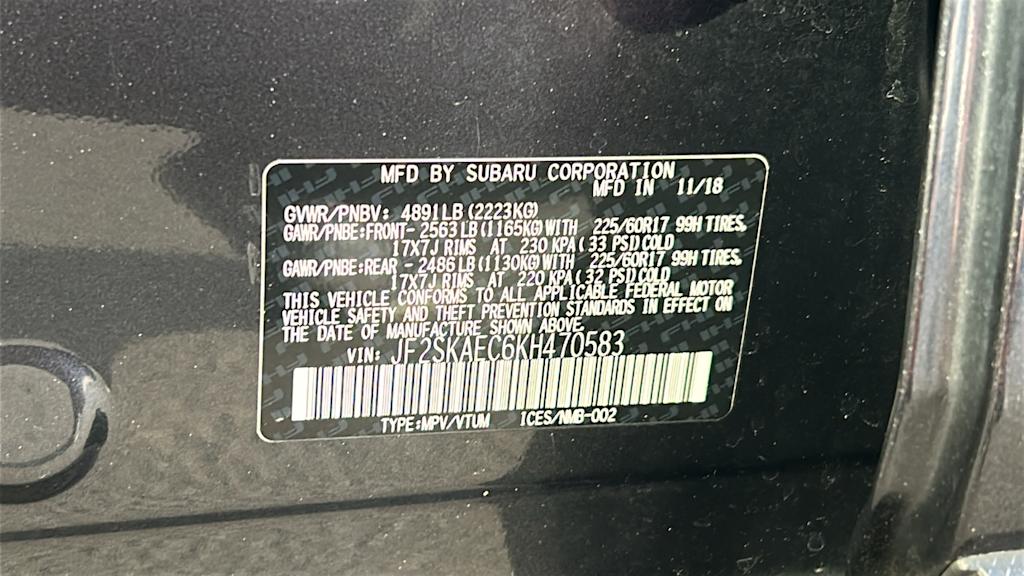 MFD BY SUBARU CORPORATION
MFD IN 11/18
GVWR/PNBV: 4891LB(2223KG)
GAWR/PNBE:FRONT- 2563LB(1165KG)WITH 225/60R17 99H TIRES,
17X7J RIMS AT 230 KPA(33 PSI)COLD
GAWR/PNBE:REAR - 2486LB(1130KG)WITH 225/60R17 99H TIRES,
17X7J RIMS AT 220 KPA(32 PSI)COLD
THIS VEHICLE CONFORMS TO ALL APPLICABLE FEDERAL MOTOR
VEHICLE SAFETY AND THEFT PREVENTION STANDARDS IN EFFECT ON
THE DATE OF MANUFACTURE SHOWN ABOVE.
VIN: JF2SKAEC6KH470583
TYPE:MPV/VTUM ICES/NMB-002